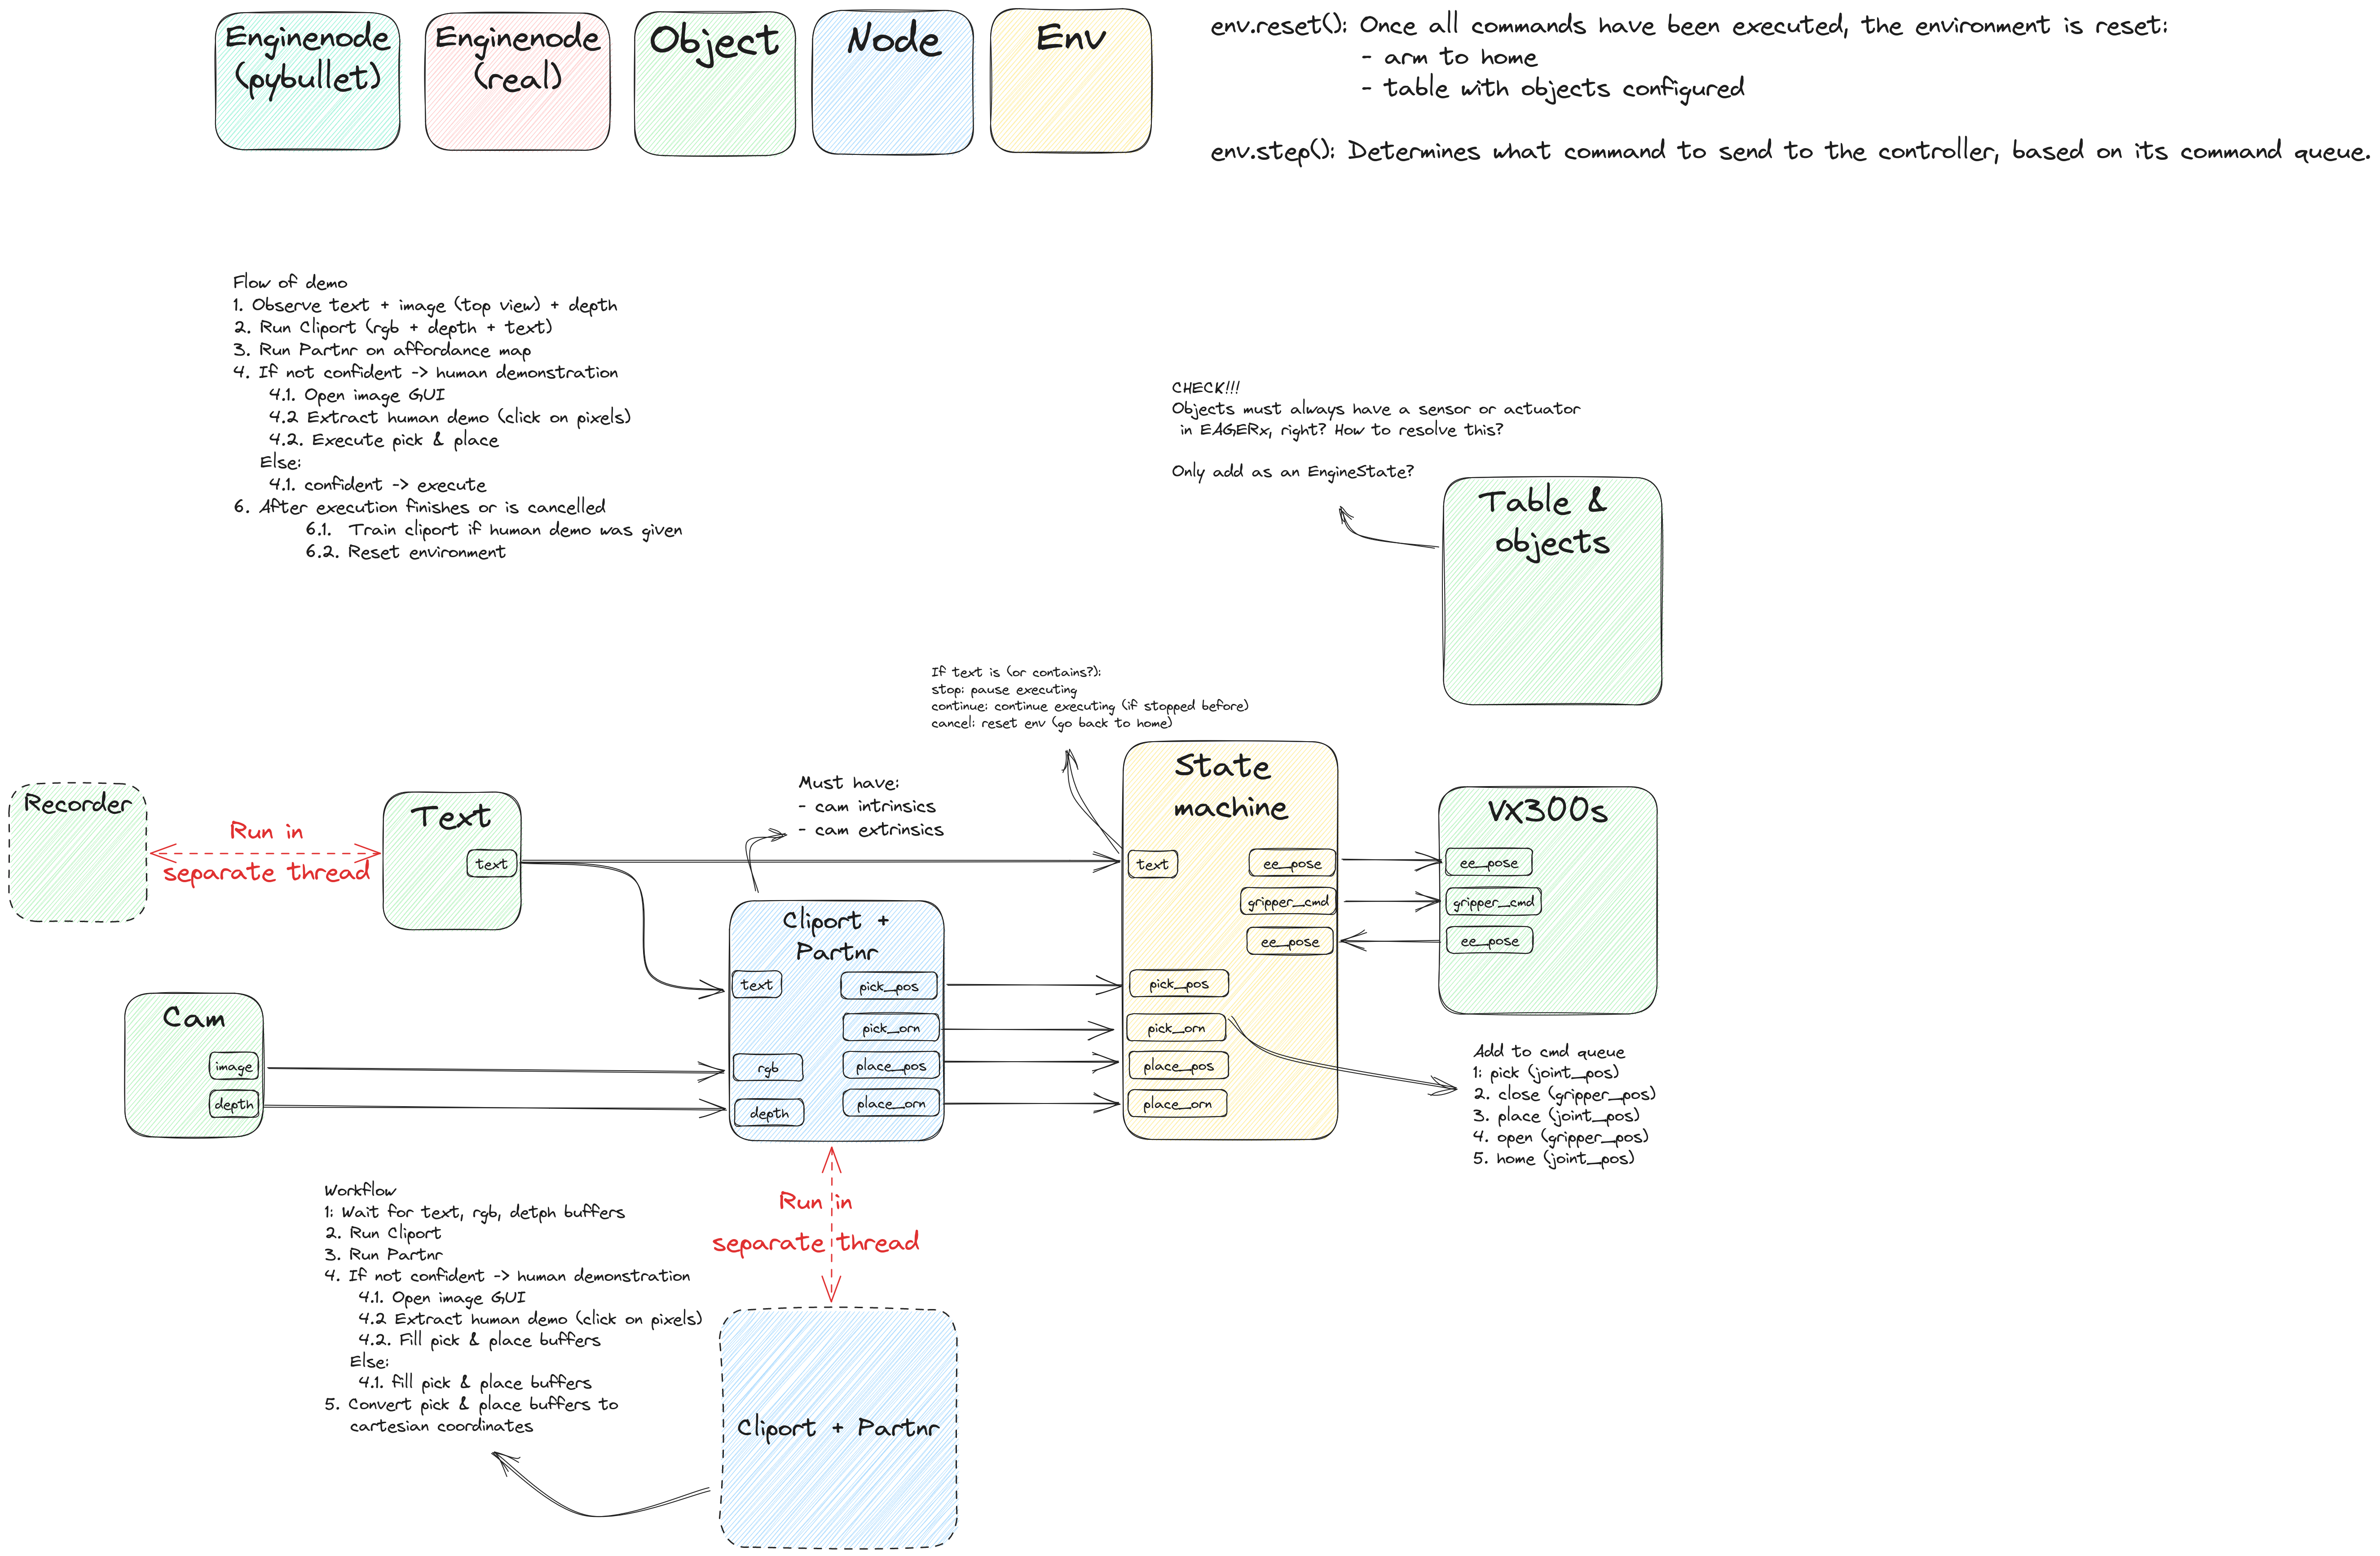 Enginenode
(pybullet)
Enginenode
(real)
Object
Node
Env
env.reset(): Once all commands have been executed, the environment is reset:
- arm to home
- table with objects configured
env.step(): Determines what command to send to the controller, based on its command queue.
Flow of demo
1. Observe text + image (top view) + depth
2. Run Cliport (rgb + depth + text)
3. Run Partnr on affordance map
4. If not confident -> human demonstration
4.1. Open image GUI
4.2 Extract human demo (click on pixels)
4.2. Execute pick & place
Else:
4.1. confident -> execute
6. After execution finishes or is cancelled
6.1. Train cliport if human demo was given
6.2. Reset environment
CHECK!!!
Objects must always have a sensor or actuator
in EAGERx, right? How to resolve this?
Only add as an EngineState?
Table &
objects
If text is (or contains?):
stop: pause executing
continue: continue executing (if stopped before)
cancel: reset env (go back to home)
Must have:
- cam intrinsics
- cam extrinsics
Recorder
Run in
separate thread
Text
text
Cam
image
depth
Cliport +
Partnr
text
rgb
depth
pick_pos
pick_orn
place_pos
place_orn
State
machine
text
ee_pose
gripper_cmd
ee_pose
pick_pos
pick_orn
place_pos
place_orn
VX300s
ee_pose
gripper_cmd
ee_pose
Add to cmd queue
1: pick (joint_pos)
2. close (gripper_pos)
3. place (joint_pos)
4. open (gripper_pos)
5. home (joint_pos)
Workflow
1: Wait for text, rgb, detph buffers
2. Run Cliport
3. Run Partnr
4. If not confident -> human demonstration
4.1. Open image GUI
4.2 Extract human demo (click on pixels)
4.2. Fill pick & place buffers
Else:
4.1. fill pick & place buffers
5. Convert pick & place buffers to
cartesian coordinates
Run in
separate thread
Cliport + Partnr